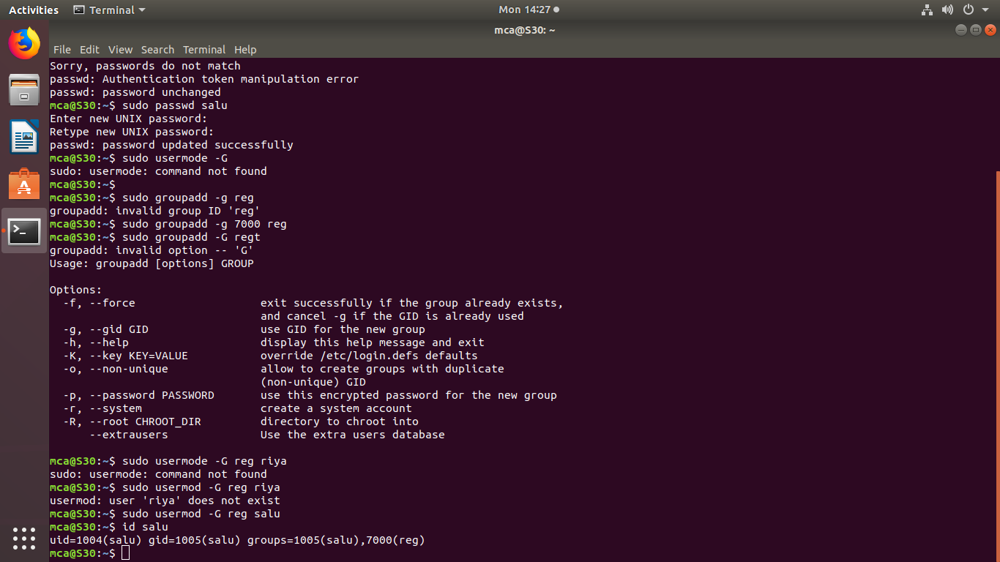 Activities Terminal Mon 14:27
mca@S30: ~
File Edit View Search Terminal Help
Sorry, passwords do not match
passwd: Authentication token manipulation error
passwd: password unchanged
mca@S30:~$ sudo passwd salu
Enter new UNIX password:
Retype new UNIX password:
passwd: password updated successfully
mca@S30:~$ sudo usermode -G
sudo: usermode: command not found
mca@S30:~$
mca@S30:~$ sudo groupadd -g reg
groupadd: invalid group ID 'reg'
mca@S30:~$ sudo groupadd -g 7000 reg
mca@S30:~$ sudo groupadd -G regt
groupadd: invalid option -- 'G'
Usage: groupadd [options] GROUP
Options:
  -f, --force                   exit successfully if the group already exists,
                                and cancel -g if the GID is already used
  -g, --gid GID                 use GID for the new group
  -h, --help                    display this help message and exit
  -K, --key KEY=VALUE           override /etc/login.defs defaults
  -o, --non-unique              allow to create groups with duplicate
                                (non-unique) GID
  -p, --password PASSWORD       use this encrypted password for the new group
  -r, --system                  create a system account
  -R, --root CHROOT_DIR         directory to chroot into
      --extrausers              Use the extra users database
mca@S30:~$ sudo usermode -G reg riya
sudo: usermode: command not found
mca@S30:~$ sudo usermod -G reg riya
usermod: user 'riya' does not exist
mca@S30:~$ sudo usermod -G reg salu
mca@S30:~$ id salu
uid=1004(salu) gid=1005(salu) groups=1005(salu),7000(reg)
mca@S30:~$